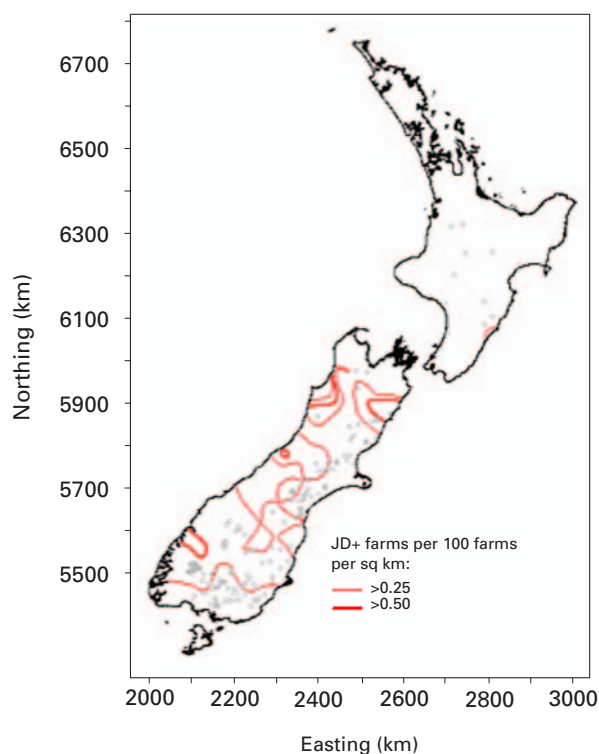 6700
6500
6300
6100
5900
5700
5500
Northing (km)
JD+ farms per 100 farms
per sq km:
>0.25
>0.50
2000 2200 2400 2600 2800 3000
Easting (km)